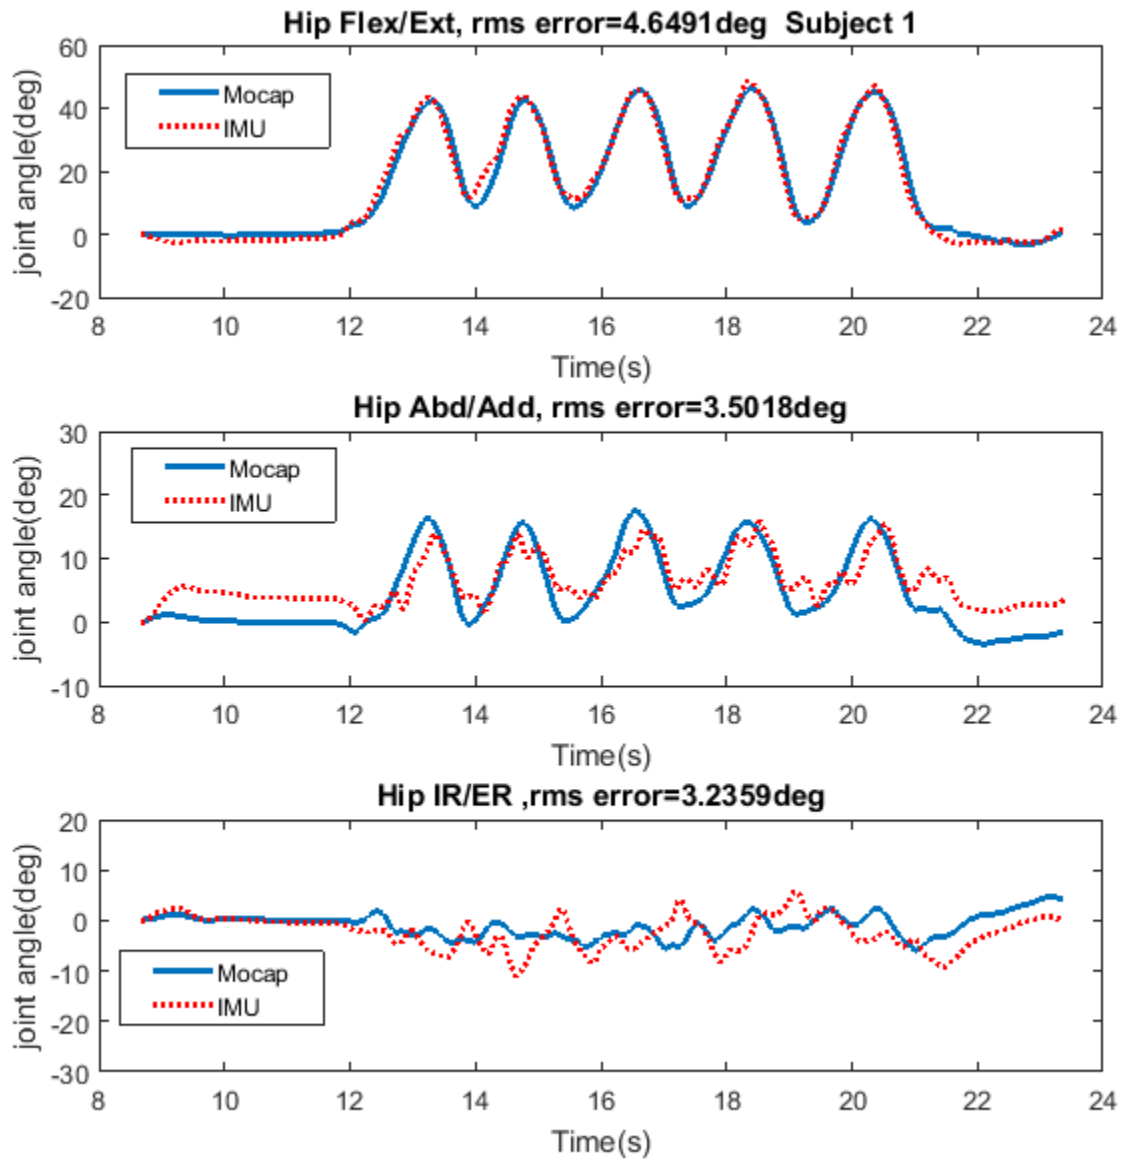 Hip Flex/Ext, rms error=4.6491deg  Subject 1
60
40
20
0
-20
joint angle(deg)
Mocap
IMU
8 10 12 14 16 18 20 22 24
Time(s)
Hip Abd/Add, rms error=3.5018deg
30
20
10
0
-10
joint angle(deg)
Mocap
IMU
8 10 12 14 16 18 20 22 24
Time(s)
Hip IR/ER ,rms error=3.2359deg
20
10
0
-10
-20
-30
joint angle(deg)
Mocap
IMU
8 10 12 14 16 18 20 22 24
Time(s)